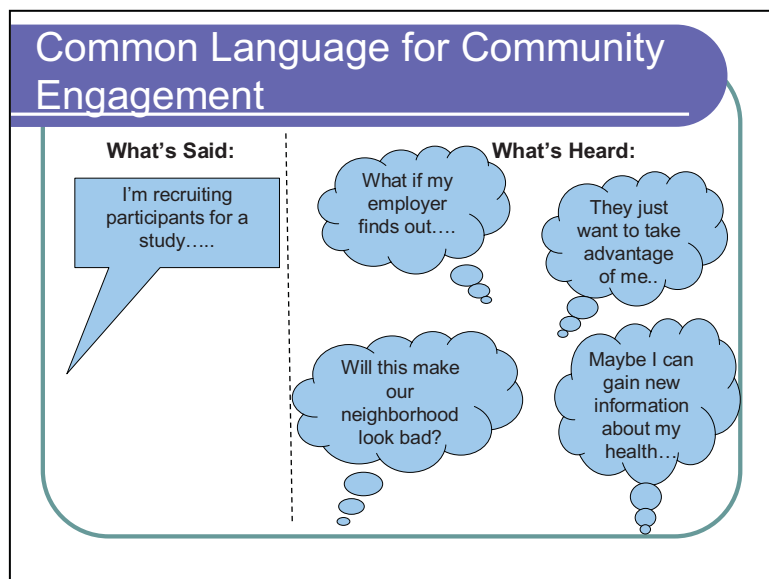 Common Language for Community
Engagement
What's Said:
What's Heard:
I'm recruiting
participants for a
study.....
What if my
employer
finds out....
They just
want to take
advantage
of me..
Will this make
our
neighborhood
look bad?
Maybe I can
gain new
information
about my
health…